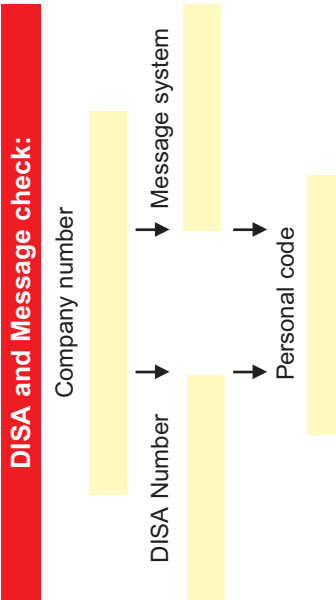 DISA and Message check:
Company number
DISA Number
Message system
Personal code